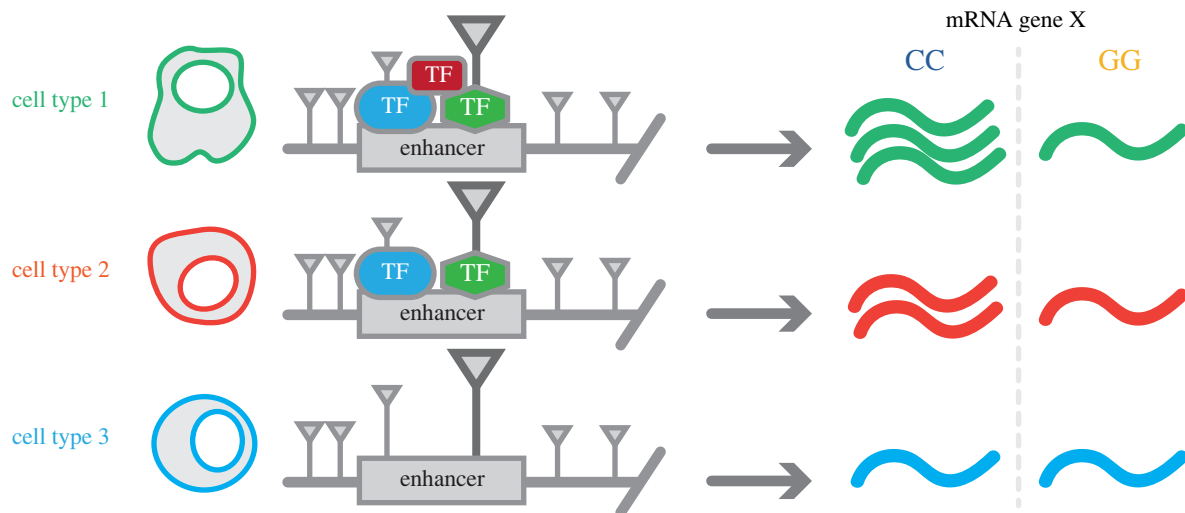 mRNA gene X
CC GG
cell type 1
TF
TF TF
enhancer
cell type 2
TF TF
enhancer
cell type 3
enhancer